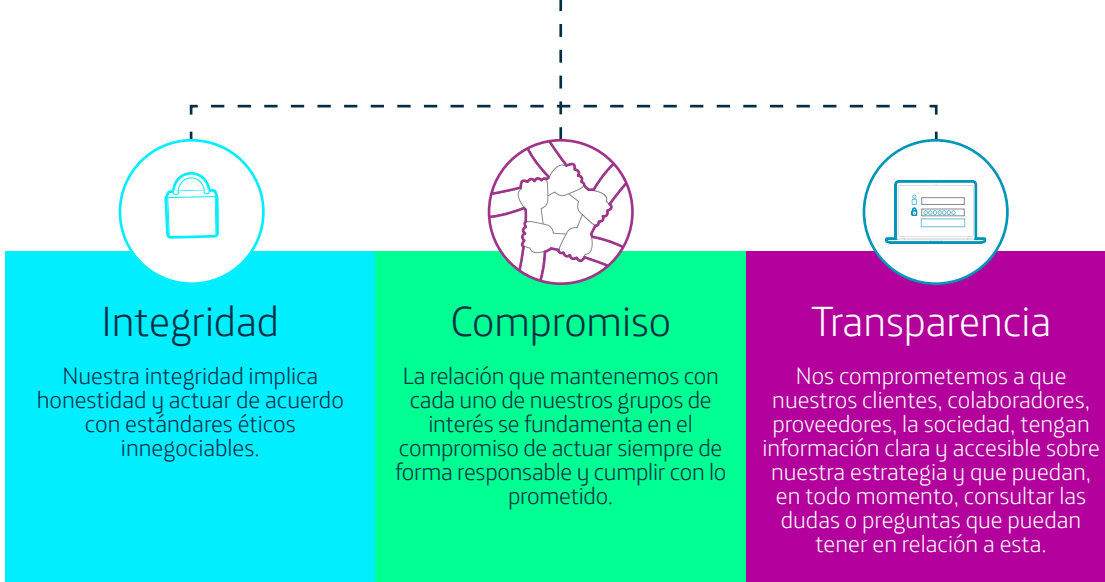 Integridad
Nuestra integridad implica
honestidad y actuar de acuerdo
con estándares éticos
innegociables.
Compromiso
La relación que mantenemos con
cada uno de nuestros grupos de
interés se fundamenta en el
compromiso de actuar siempre de
forma responsable y cumplir con lo
prometido.
Transparencia
Nos comprometemos a que
nuestros clientes, colaboradores,
proveedores, la sociedad, tengan
información clara y accesible sobre
nuestra estrategia y que puedan,
en todo momento, consultar las
dudas o preguntas que puedan
tener en relación a esta.